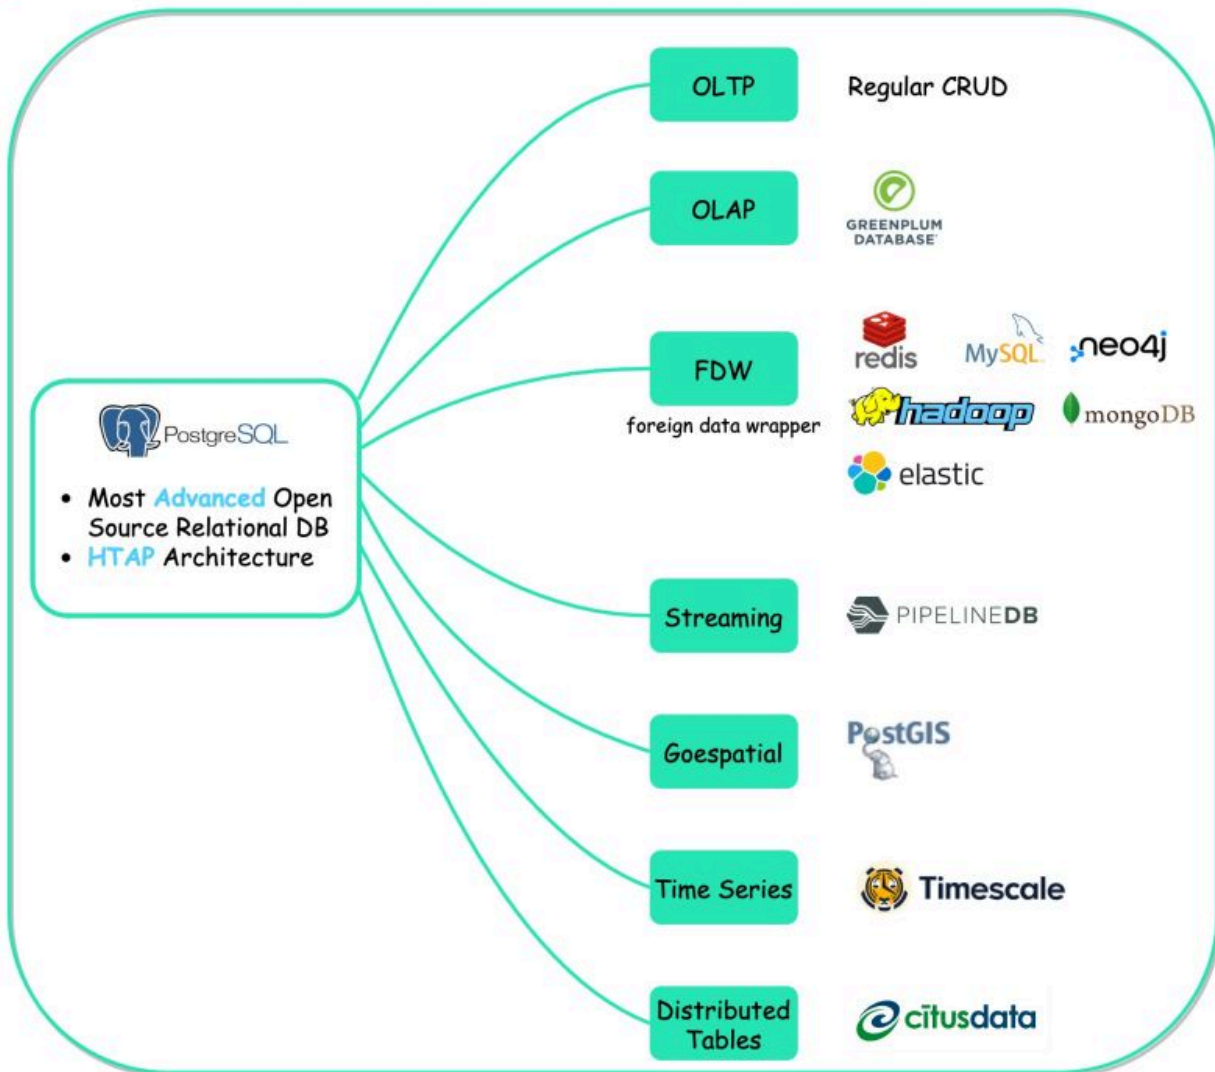 OLTP
Regular CRUD
OLAP
GREENPLUM
DATABASE
FDW
foreign data wrapper
redis
MySQL
neo4j
hadoop
mongoDB
elastic
PostgreSQL
• Most Advanced Open
Source Relational DB
• HTAP Architecture
Streaming
PIPELINEDB
Goespatial
PostGIS
Time Series
Timescale
Distributed
Tables
citusdata